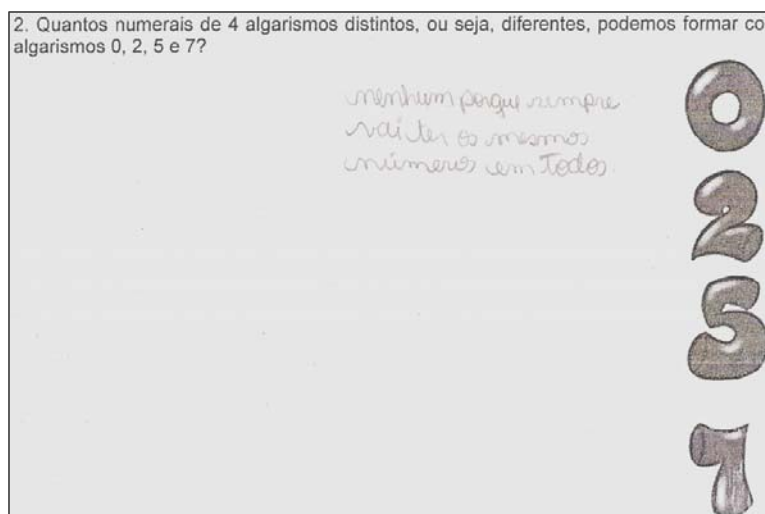 2. Quantos numerais de 4 algarismos distintos, ou seja, diferentes, podemos formar co
algarismos 0, 2, 5 e 7?
nenhum porque sempre
vai ter os mesmos
números em todos.
0
2
5
7